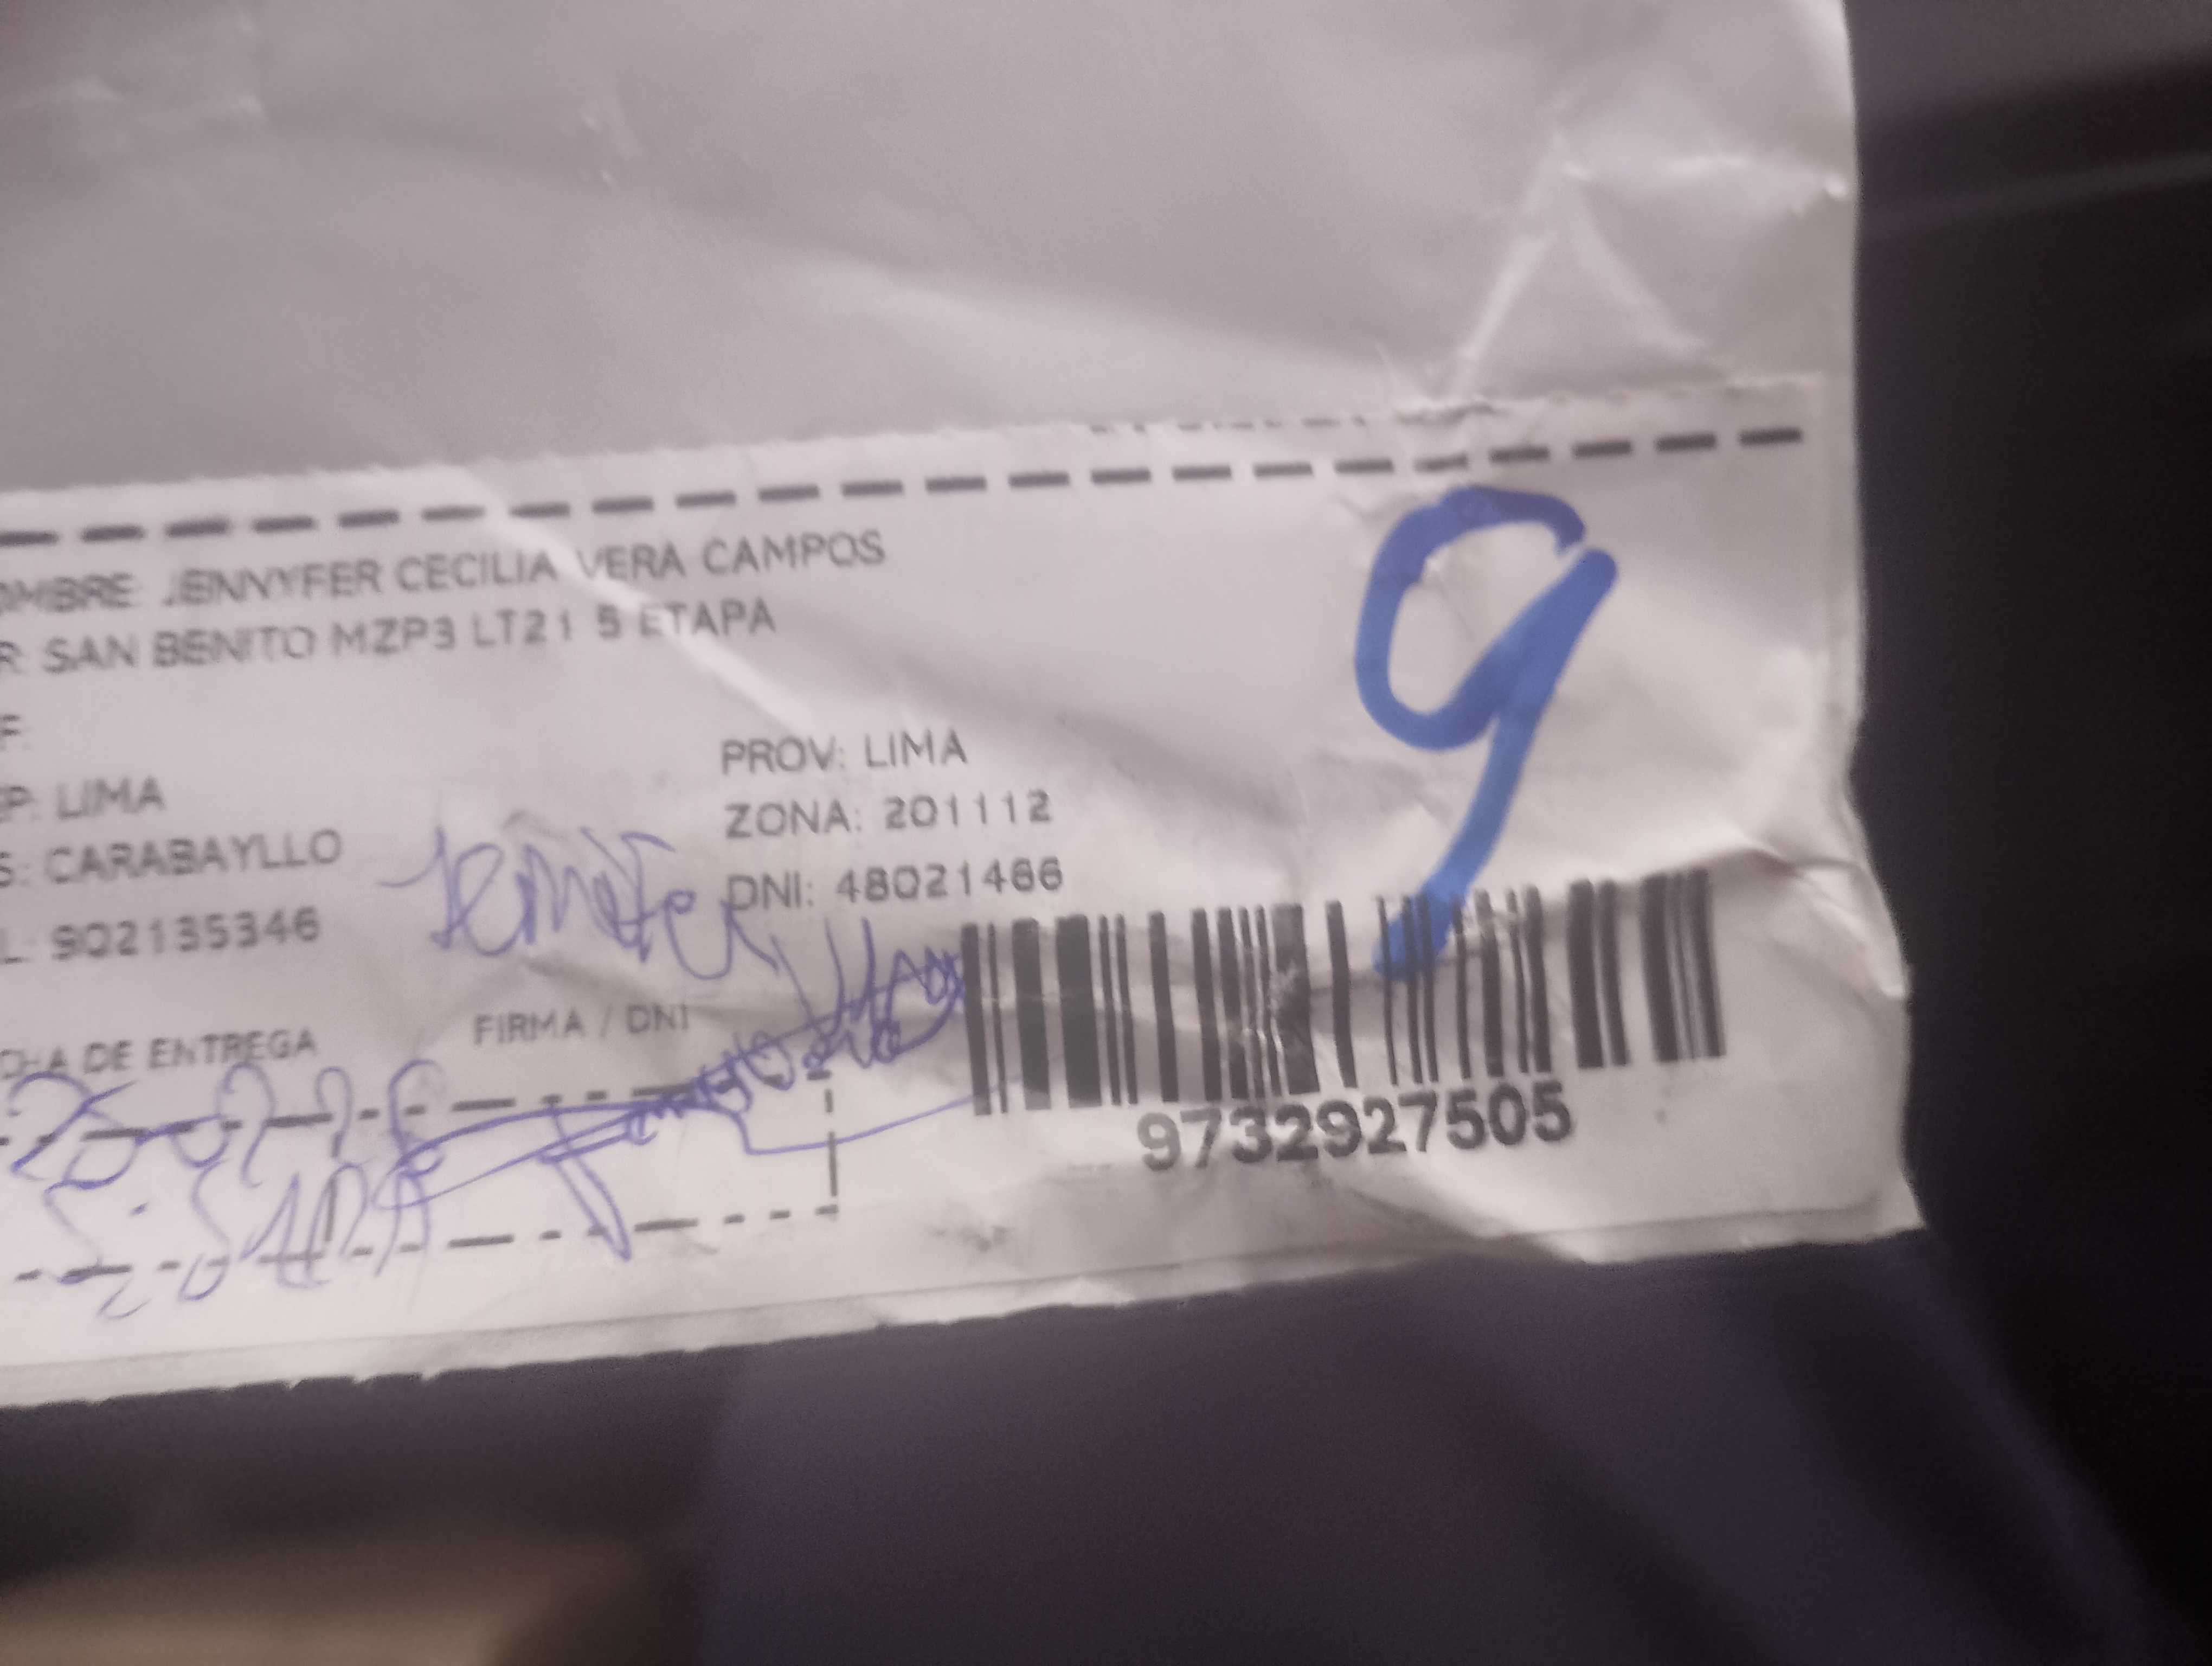 OMBRE: JENNYFER CECILIA VERA CAMPOS
R: SAN BENITO MZP3 LT21 5 ETAPA
9
F:
PROV: LIMA
P: LIMA
ZONA: 201112
S: CARABAYLLO
DNI: 48021466
L: 902135346
FIRMA / DNI
CHA DE ENTREGA
9732927505